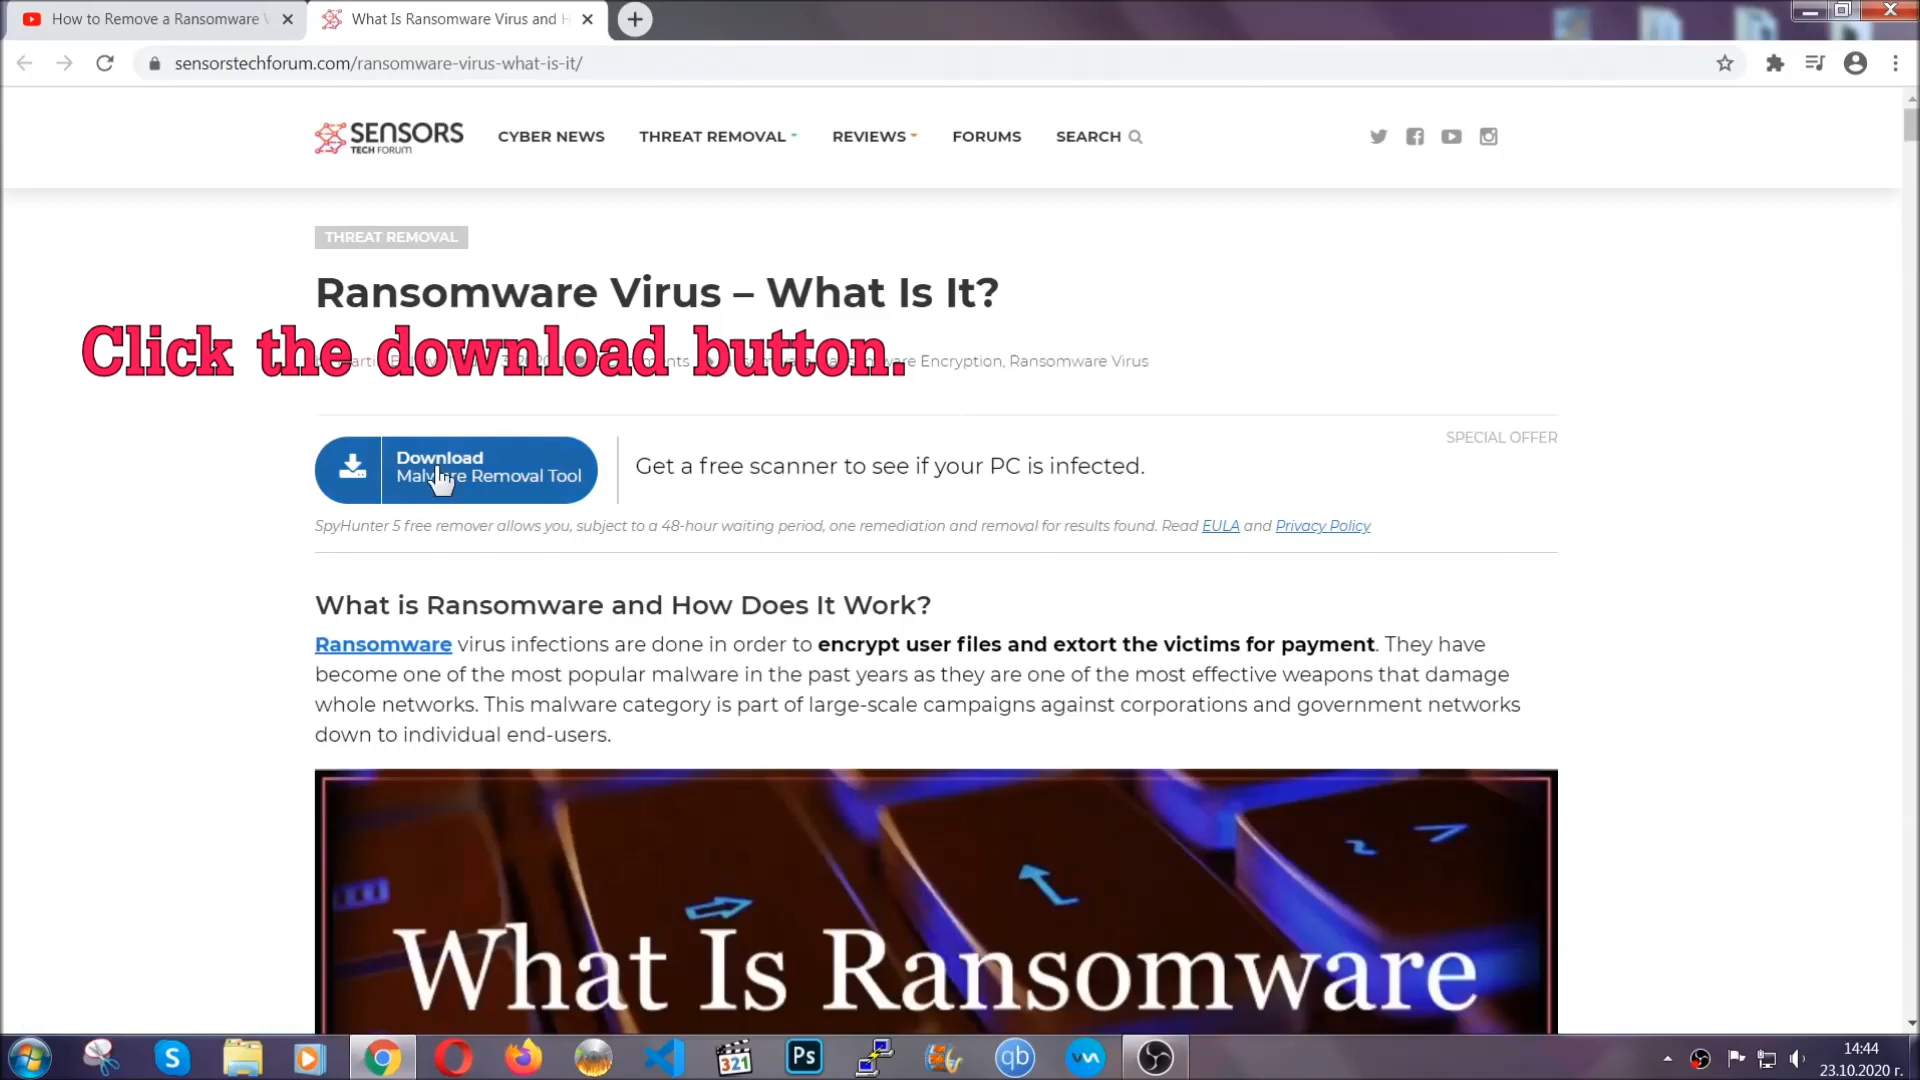 How to Remove a Ransomware V
What Is Ransomware Virus and H
sensorstechforum.com/ransomware-virus-what-is-it/
SENSORS
TECH FORUM
CYBER NEWS
THREAT REMOVAL
REVIEWS
FORUMS
SEARCH
THREAT REMOVAL
Ransomware Virus – What Is It?
Click the download button.
Encryption, Ransomware Virus
SPECIAL OFFER
Download
Malware Removal Tool
Get a free scanner to see if your PC is infected.
SpyHunter 5 free remover allows you, subject to a 48-hour waiting period, one remediation and removal for results found. Read EULA and Privacy Policy
What is Ransomware and How Does It Work?
Ransomware virus infections are done in order to encrypt user files and extort the victims for payment. They have
become one of the most popular malware in the past years as they are one of the most effective weapons that damage
whole networks. This malware category is part of large-scale campaigns against corporations and government networks
down to individual end-users.
What Is Ransomware
S
321
Ps
qb
14:44
23.10.2020 г.